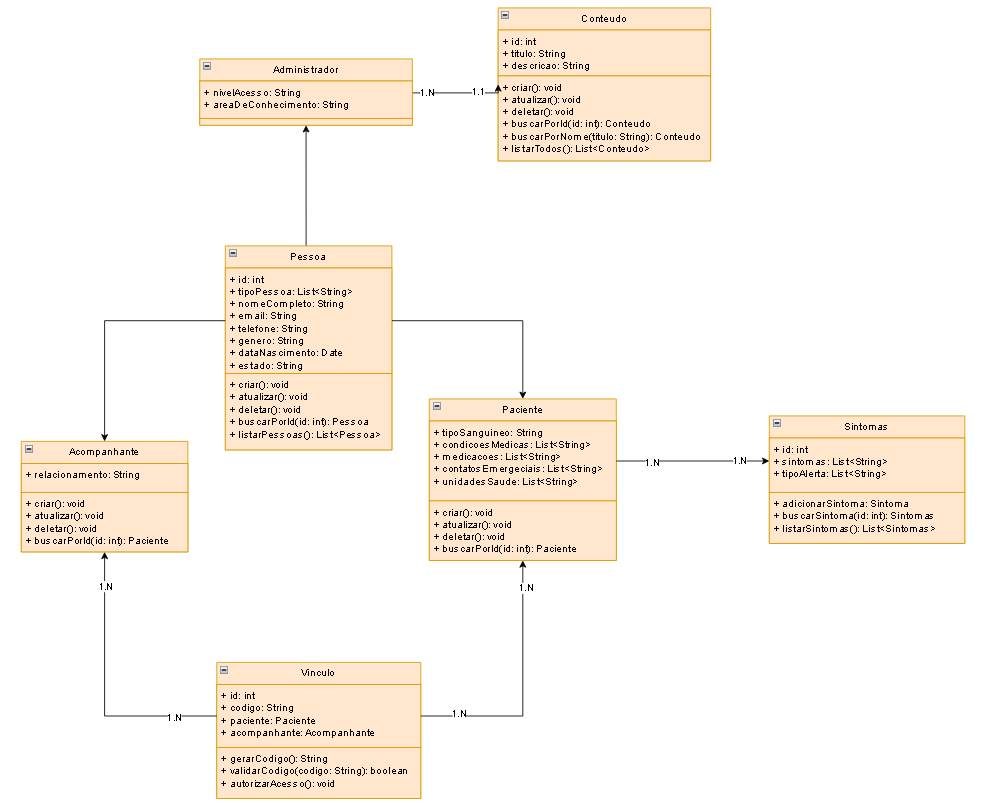 Conteudo
+ id: int
+ titulo: String
+ descricao: String
+ criar(): void
+ atualizar(): void
+ deletar(): void
+ buscarPorId(id: int): Conteudo
+ buscarPorNome(titulo: String): Conteudo
+ listarTodos(): List<Conteudo>
Administrador
+ nivelAcesso: String
+ areaDeConhecimento: String
1.N
1.1
Pessoa
+ id: int
+ tipoPessoa: List<String>
+ nomeCompleto: String
+ email: String
+ telefone: String
+ genero: String
+ dataNascimento: Date
+ estado: String
+ criar(): void
+ atualizar(): void
+ deletar(): void
+ buscarPorId(id: int): Pessoa
+ listarPessoas(): List<Pessoa>
Acompanhante
+ relacionamento: String
+ criar(): void
+ atualizar(): void
+ deletar(): void
+ buscarPorId(id: int): Paciente
Paciente
+ tipoSanguineo: String
+ condicoesMedicas: List<String>
+ medicacoes: List<String>
+ contatosEmergeciais: List<String>
+ unidadesSaude: List<String>
+ criar(): void
+ atualizar(): void
+ deletar(): void
+ buscarPorId(id: int): Paciente
1.N
1.N
Sintomas
+ id: int
+ sintomas: List<String>
+ tipoAlerta: List<String>
+ adicionarSintoma: Sintoma
+ buscarSintoma(id: int): Sintomas
+ listarSintomas(): List<Sintomas>
1.N
1.N
1.N
1.N
Vinculo
+ id: int
+ codigo: String
+ paciente: Paciente
+ acompanhante: Acompanhante
+ gerarCodigo(): String
+ validarCodigo(codigo: String): boolean
+ autorizarAcesso(): void